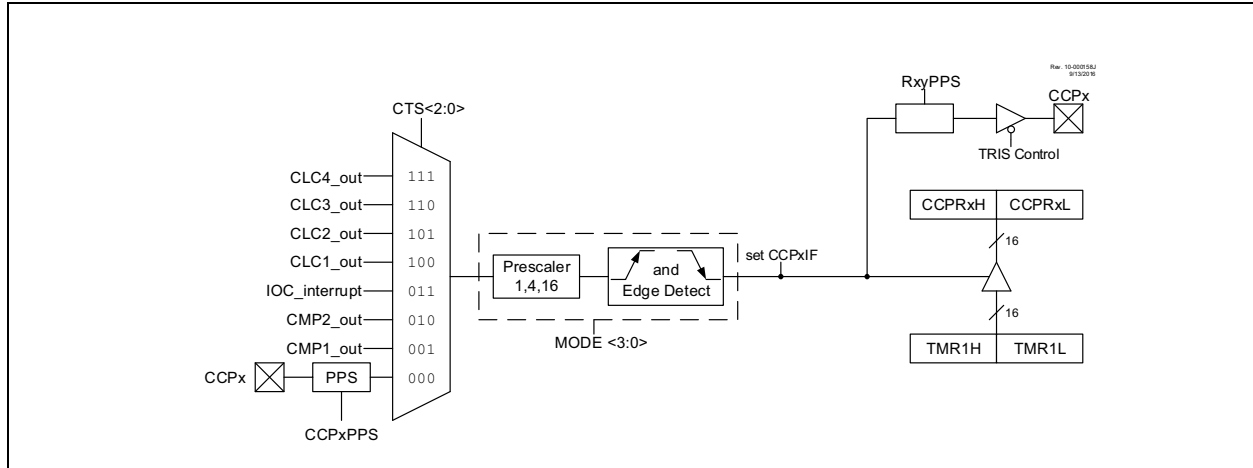 Rev. 10-000158J
9/13/2016
RxyPPS
CCPx
CTS<2:0>
TRIS Control
CLC4_out 111
CLC3_out 110
CLC2_out 101
CLC1_out 100
IOC_interrupt 011
CMP2_out 010
CMP1_out 001
CCPx PPS 000
CCPxPPS
Prescaler
1,4,16
and
Edge Detect
MODE <3:0>
set CCPxIF
CCPRxH CCPRxL
16
16
TMR1H TMR1L